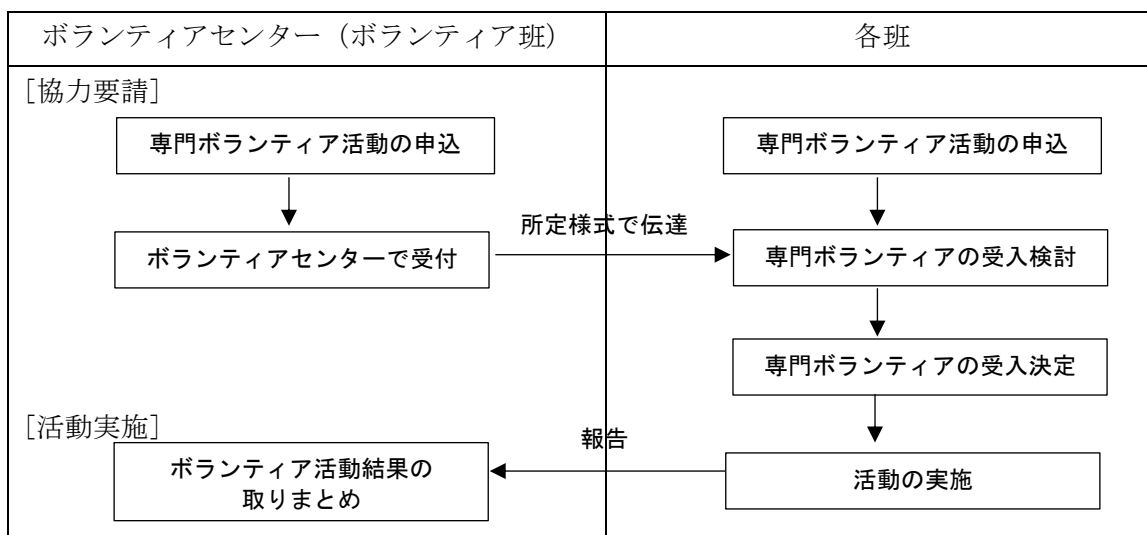 ボランティアセンター（ボランティア班）
各班
［協力要請］
専門ボランティア活動の申込
専門ボランティア活動の申込
所定様式で伝達
ボランティアセンターで受付
専門ボランティアの受入検討
専門ボランティアの受入決定
［活動実施］
報告
ボランティア活動結果の
取りまとめ
活動の実施